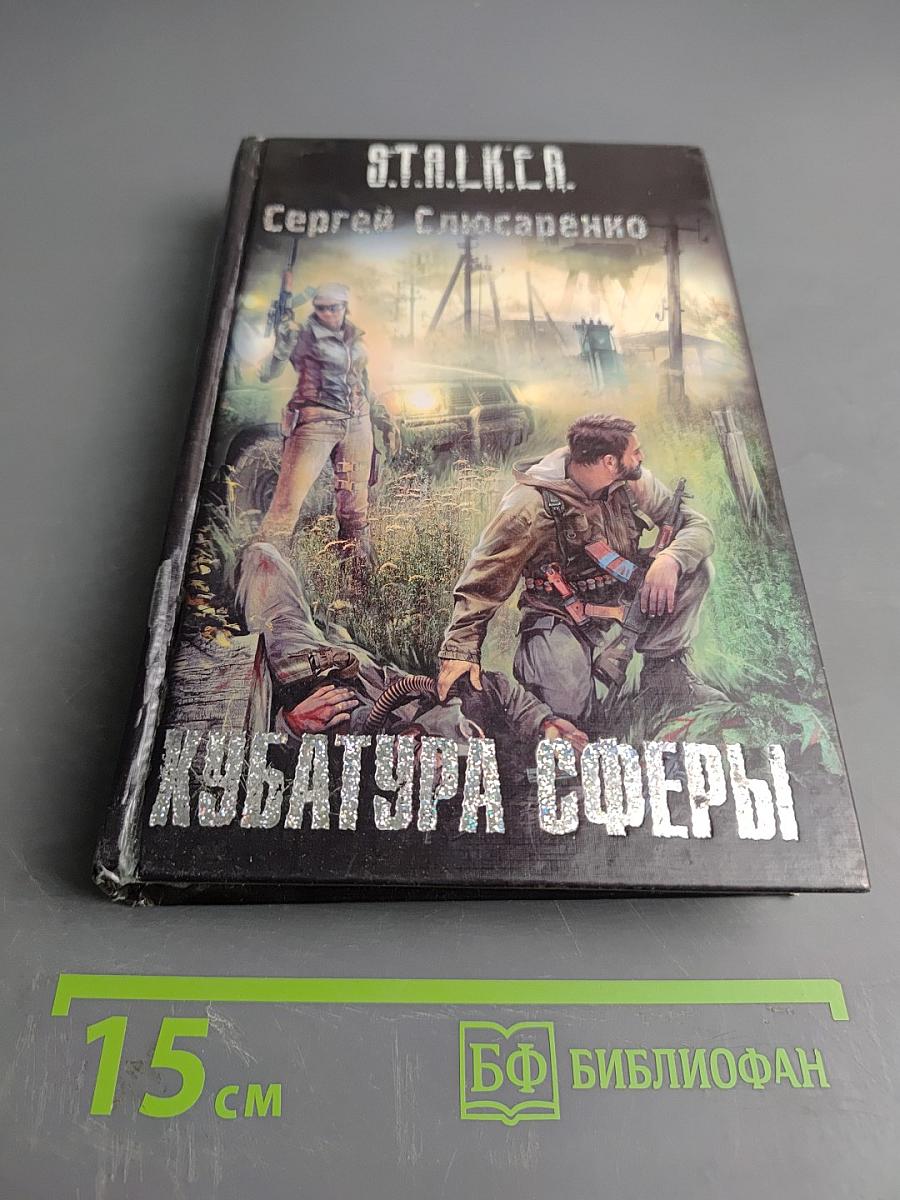 S.T.A.L.K.E.R.
Сергей Слюсаренко
КУБАТУРА СФЕРЫ
15 см
БФ БИБЛИОФАН